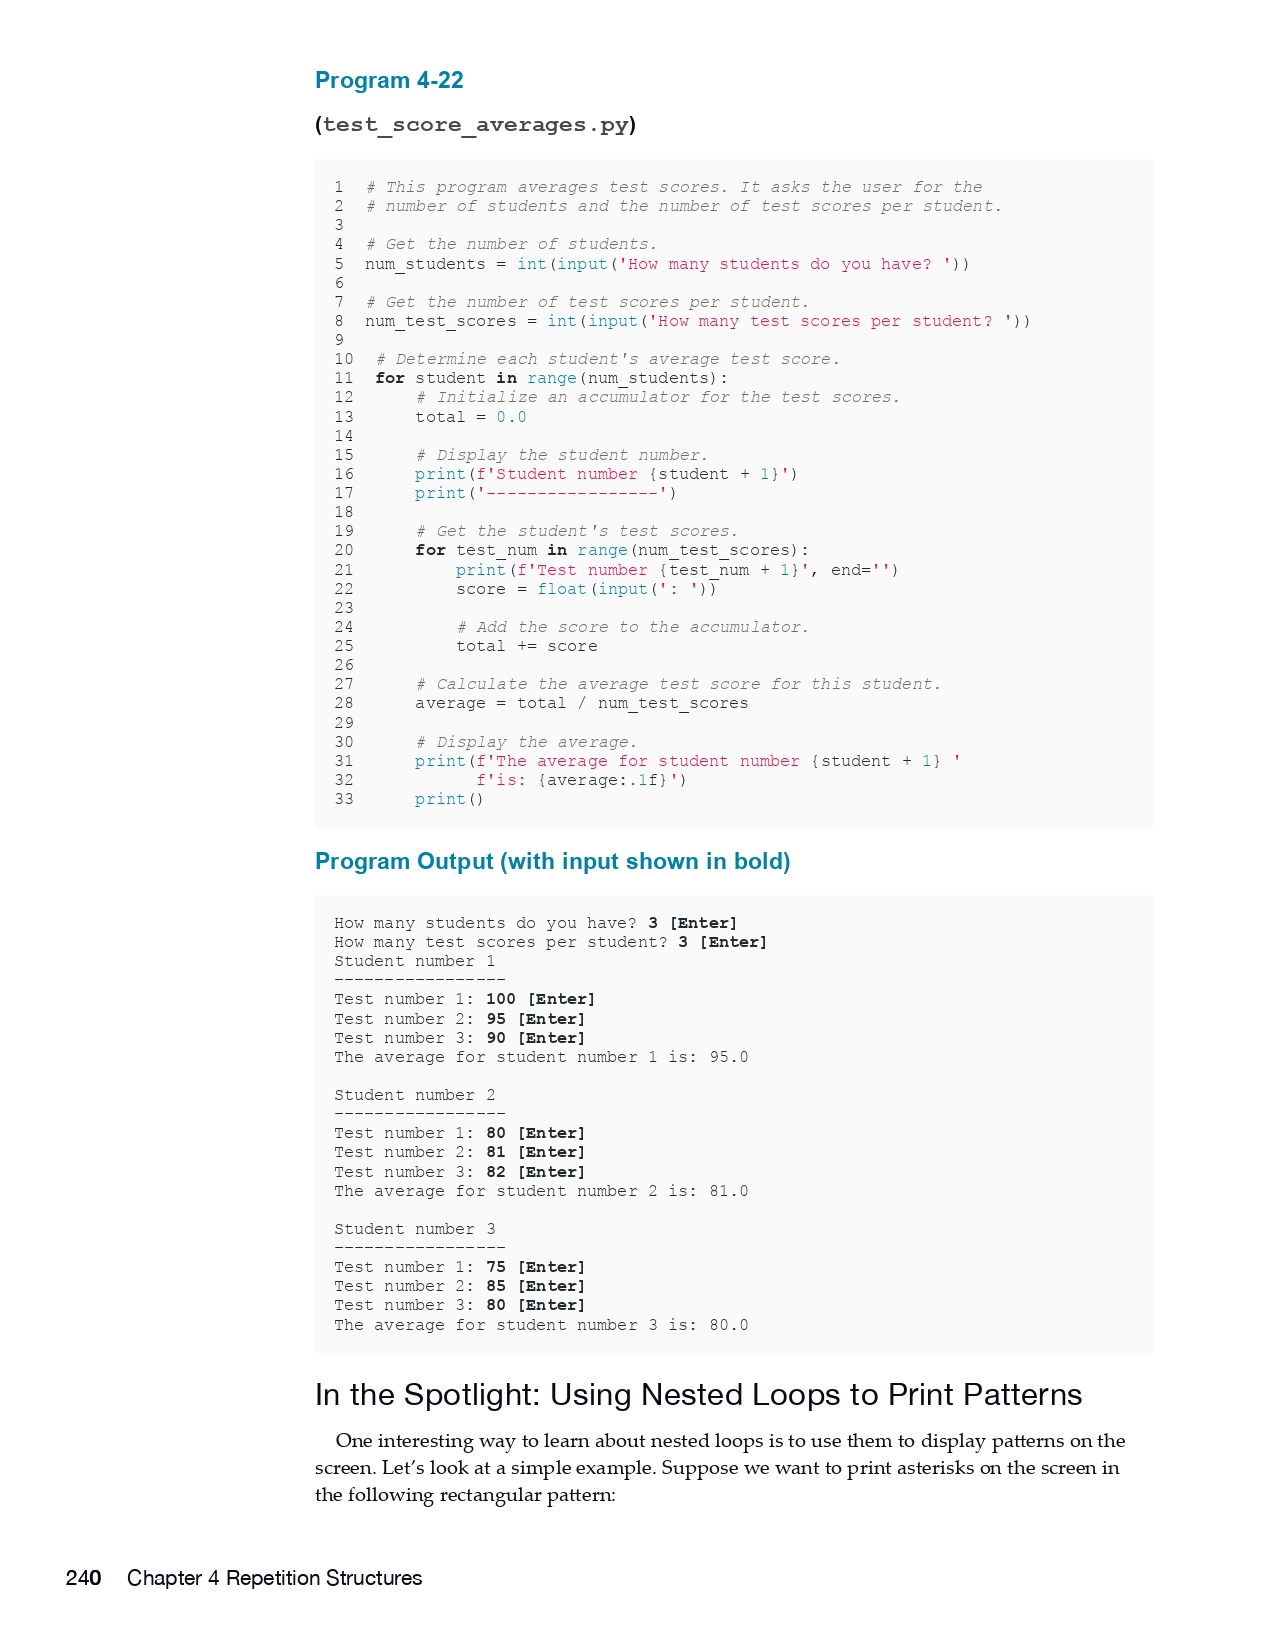 Program 4-22
(test_score_averages.py)
1  # This program averages test scores. It asks the user for the
2  # number of students and the number of test scores per student.
3
4  # Get the number of students.
5  num_students = int(input('How many students do you have? '))
6
7  # Get the number of test scores per student.
8  num_test_scores = int(input('How many test scores per student? '))
9
10  # Determine each student's average test score.
11  for student in range(num_students):
12      # Initialize an accumulator for the test scores.
13      total = 0.0
14
15      # Display the student number.
16      print(f'Student number {student + 1}')
17      print('-----------------')
18
19      # Get the student's test scores.
20      for test_num in range(num_test_scores):
21          print(f'Test number {test_num + 1}', end='')
22          score = float(input(': '))
23
24          # Add the score to the accumulator.
25          total += score
26
27      # Calculate the average test score for this student.
28      average = total / num_test_scores
29
30      # Display the average.
31      print(f'The average for student number {student + 1} '
32            f'is: {average:.1f}')
33      print()
Program Output (with input shown in bold)
How many students do you have? 3 [Enter]
How many test scores per student? 3 [Enter]
Student number 1
-----------------
Test number 1: 100 [Enter]
Test number 2: 95 [Enter]
Test number 3: 90 [Enter]
The average for student number 1 is: 95.0
Student number 2
-----------------
Test number 1: 80 [Enter]
Test number 2: 81 [Enter]
Test number 3: 82 [Enter]
The average for student number 2 is: 81.0
Student number 3
-----------------
Test number 1: 75 [Enter]
Test number 2: 85 [Enter]
Test number 3: 80 [Enter]
The average for student number 3 is: 80.0
In the Spotlight: Using Nested Loops to Print Patterns
One interesting way to learn about nested loops is to use them to display patterns on the
screen. Let’s look at a simple example. Suppose we want to print asterisks on the screen in
the following rectangular pattern:
240 Chapter 4 Repetition Structures